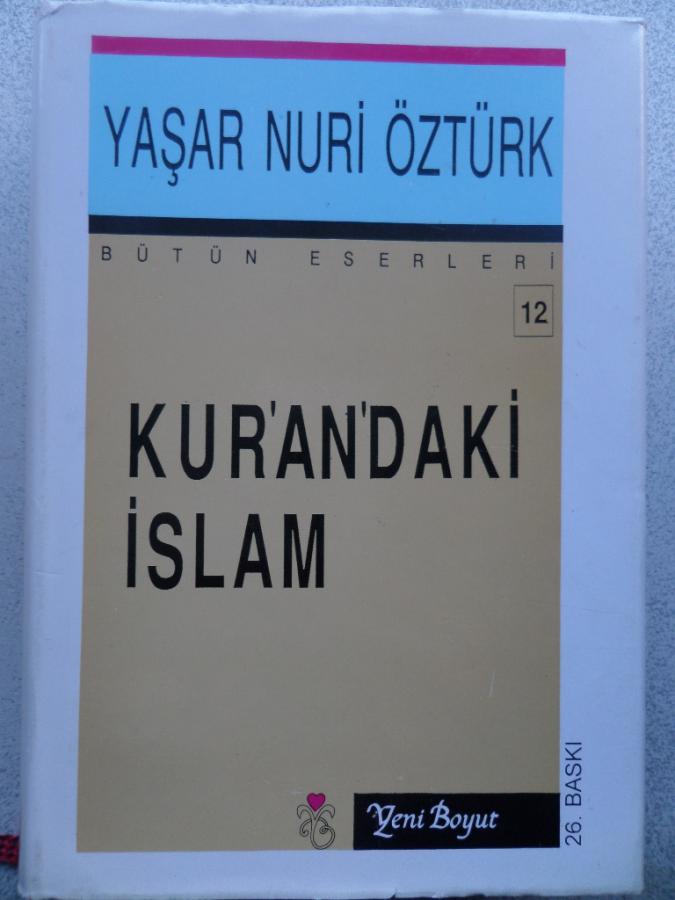 YAŞAR NURİ ÖZTÜRK
BÜTÜN ESERLERİ
12
KUR'AN'DAKİ
İSLAM
Yeni Boyut
26. BASKI